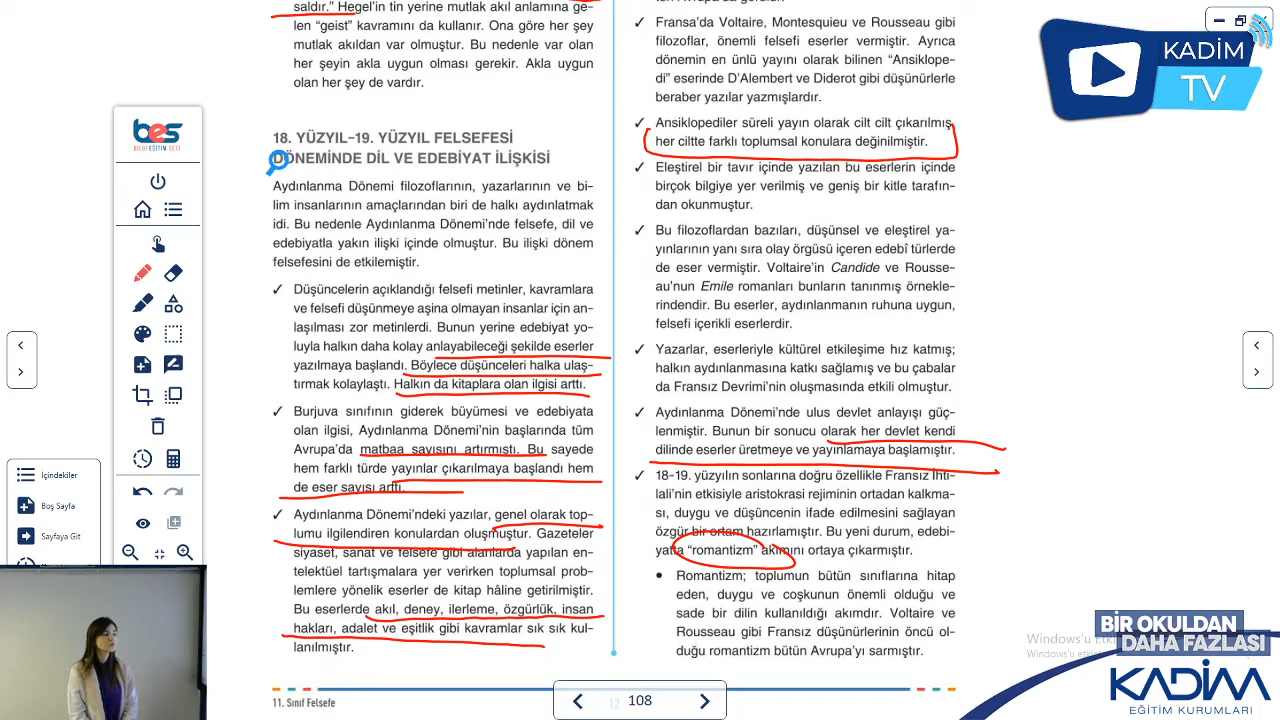 saldır.” Hegel’in tin yerine mutlak akıl anlamına ge-
len “geist” kavramını da kullanır. Ona göre her şey
mutlak akıldan var olmuştur. Bu nedenle var olan
her şeyin akla uygun olması gerekir. Akla uygun
olan her şey de vardır.
18. YÜZYIL–19. YÜZYIL FELSEFESİ
DÖNEMİNDE DİL VE EDEBİYAT İLİŞKİSİ
Aydınlanma Dönemi filozoflarının, yazarlarının ve bi-
lim insanlarının amaçlarından biri de halkı aydınlatmak
idi. Bu nedenle Aydınlanma Dönemi’nde felsefe, dil ve
edebiyatla yakın ilişki içinde olmuştur. Bu ilişki dönem
felsefesini de etkilemiştir.
✓ Düşüncelerin açıklandığı felsefi metinler, kavramlara
ve felsefi düşünmeye aşina olmayan insanlar için an-
laşılması zor metinlerdi. Bunun yerine edebiyat yo-
luyla halkın daha kolay anlayabileceği şekilde eserler
yazılmaya başlandı. Böylece düşünceleri halka ulaş-
tırmak kolaylaştı. Halkın da kitaplara olan ilgisi arttı.
✓ Burjuva sınıfının giderek büyümesi ve edebiyata
olan ilgisi, Aydınlanma Dönemi’nin başlarında tüm
Avrupa’da matbaa sayısını artırmıştı. Bu sayede
hem farklı türde yayınlar çıkarılmaya başlandı hem
de eser sayısı arttı.
✓ Aydınlanma Dönemi’ndeki yazılar, genel olarak top-
lumu ilgilendiren konulardan oluşmuştur. Gazeteler
siyaset, sanat ve felsefe gibi alanlarda yapılan en-
telektüel tartışmalara yer verirken toplumsal prob-
lemlere yönelik eserler de kitap hâline getirilmiştir.
Bu eserlerde akıl, deney, ilerleme, özgürlük, insan
hakları, adalet ve eşitlik gibi kavramlar sık sık kul-
lanılmıştır.
✓ Fransa’da Voltaire, Montesquieu ve Rousseau gibi
filozoflar, önemli felsefi eserler vermiştir. Ayrıca
dönemin en ünlü yayını olarak bilinen “Ansiklope-
di” eserinde D’Alembert ve Diderot gibi düşünürlerle
beraber yazılar yazmışlardır.
✓ Ansiklopediler süreli yayın olarak cilt cilt çıkarılmış,
her ciltte farklı toplumsal konulara değinilmiştir.
✓ Eleştirel bir tavır içinde yazılan bu eserlerin içinde
birçok bilgiye yer verilmiş ve geniş bir kitle tarafın-
dan okunmuştur.
✓ Bu filozoflardan bazıları, düşünsel ve eleştirel ya-
yınlarının yanı sıra olay örgüsü içeren edebî türlerde
de eser vermiştir. Voltaire’in Candide ve Rousse-
au’nun Emile romanları bunların tanınmış örnekle-
rindendir. Bu eserler, aydınlanmanın ruhuna uygun,
felsefi içerikli eserlerdir.
✓ Yazarlar, eserleriyle kültürel etkileşime hız katmış;
halkın aydınlanmasına katkı sağlamış ve bu çabalar
da Fransız Devrimi’nin oluşmasında etkili olmuştur.
✓ Aydınlanma Dönemi’nde ulus devlet anlayışı güç-
lenmiştir. Bunun bir sonucu olarak her devlet kendi
dilinde eserler üretmeye ve yayınlamaya başlamıştır.
✓ 18-19. yüzyılın sonlarına doğru özellikle Fransız İhti-
lali’nin etkisiyle aristokrasi rejiminin ortadan kalkma-
sı, duygu ve düşüncenin ifade edilmesini sağlayan
özgür bir ortam hazırlamıştır. Bu yeni durum, edebi-
yatta “romantizm” akımını ortaya çıkarmıştır.
• Romantizm; toplumun bütün sınıflarına hitap
eden, duygu ve coşkunun önemli olduğu ve
sade bir dilin kullanıldığı akımdır. Voltaire ve
Rousseau gibi Fransız düşünürlerinin öncü ol-
duğu romantizm bütün Avrupa’yı sarmıştır.
11. Sınıf Felsefe
108
bes
BİLGİ EĞİTİM SETİ
İçindekiler
Boş Sayfa
Sayfaya Git
KADİM
TV
BİR OKULDAN
DAHA FAZLASI
KADİM
EĞİTİM KURUMLARI